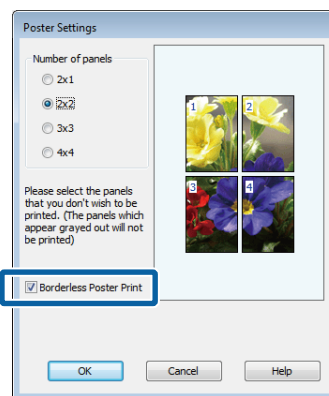 Poster Settings
Number of panels
2x1
2x2
3x3
4x4
1
2
3
4
Please select the panels
that you don't wish to be
printed. (The panels which
appear grayed out will not
be printed)
Borderless Poster Print
OK
Cancel
Help